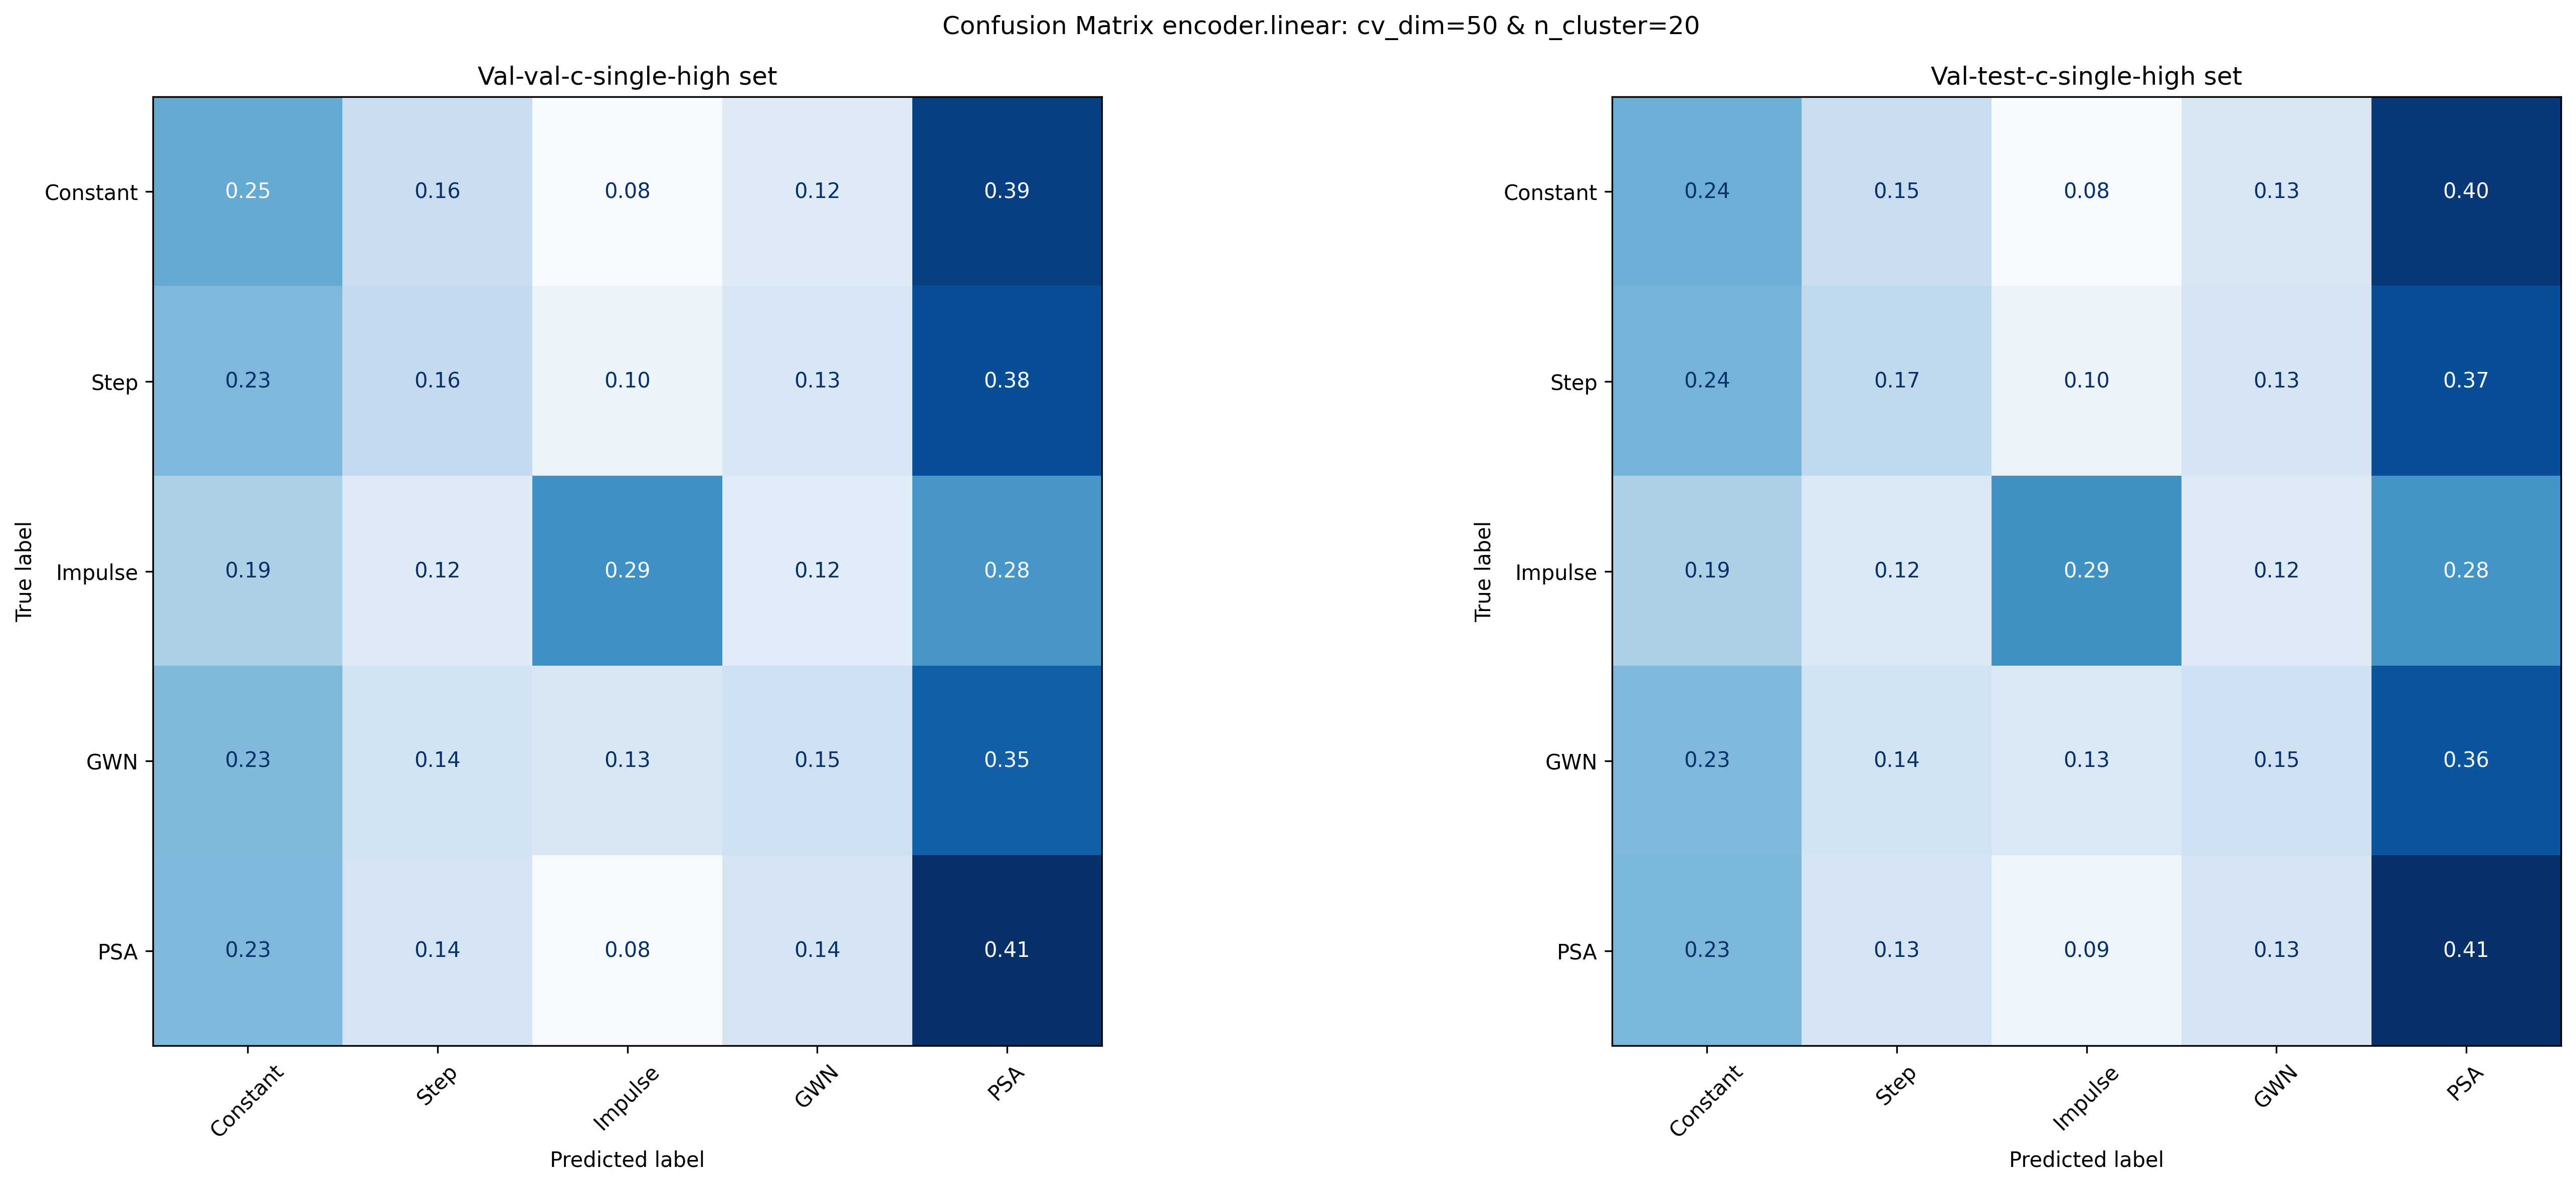 Confusion Matrix encoder.linear: cv_dim=50 & n_cluster=20
Val-val-c-single-high set
True label
Constant 0.25 0.16 0.08 0.12 0.39
Step 0.23 0.16 0.10 0.13 0.38
Impulse 0.19 0.12 0.29 0.12 0.28
GWN 0.23 0.14 0.13 0.15 0.35
PSA 0.23 0.14 0.08 0.14 0.41
Constant Step Impulse GWN PSA
Predicted label
Val-test-c-single-high set
True label
Constant 0.24 0.15 0.08 0.13 0.40
Step 0.24 0.17 0.10 0.13 0.37
Impulse 0.19 0.12 0.29 0.12 0.28
GWN 0.23 0.14 0.13 0.15 0.36
PSA 0.23 0.13 0.09 0.13 0.41
Constant Step Impulse GWN PSA
Predicted label